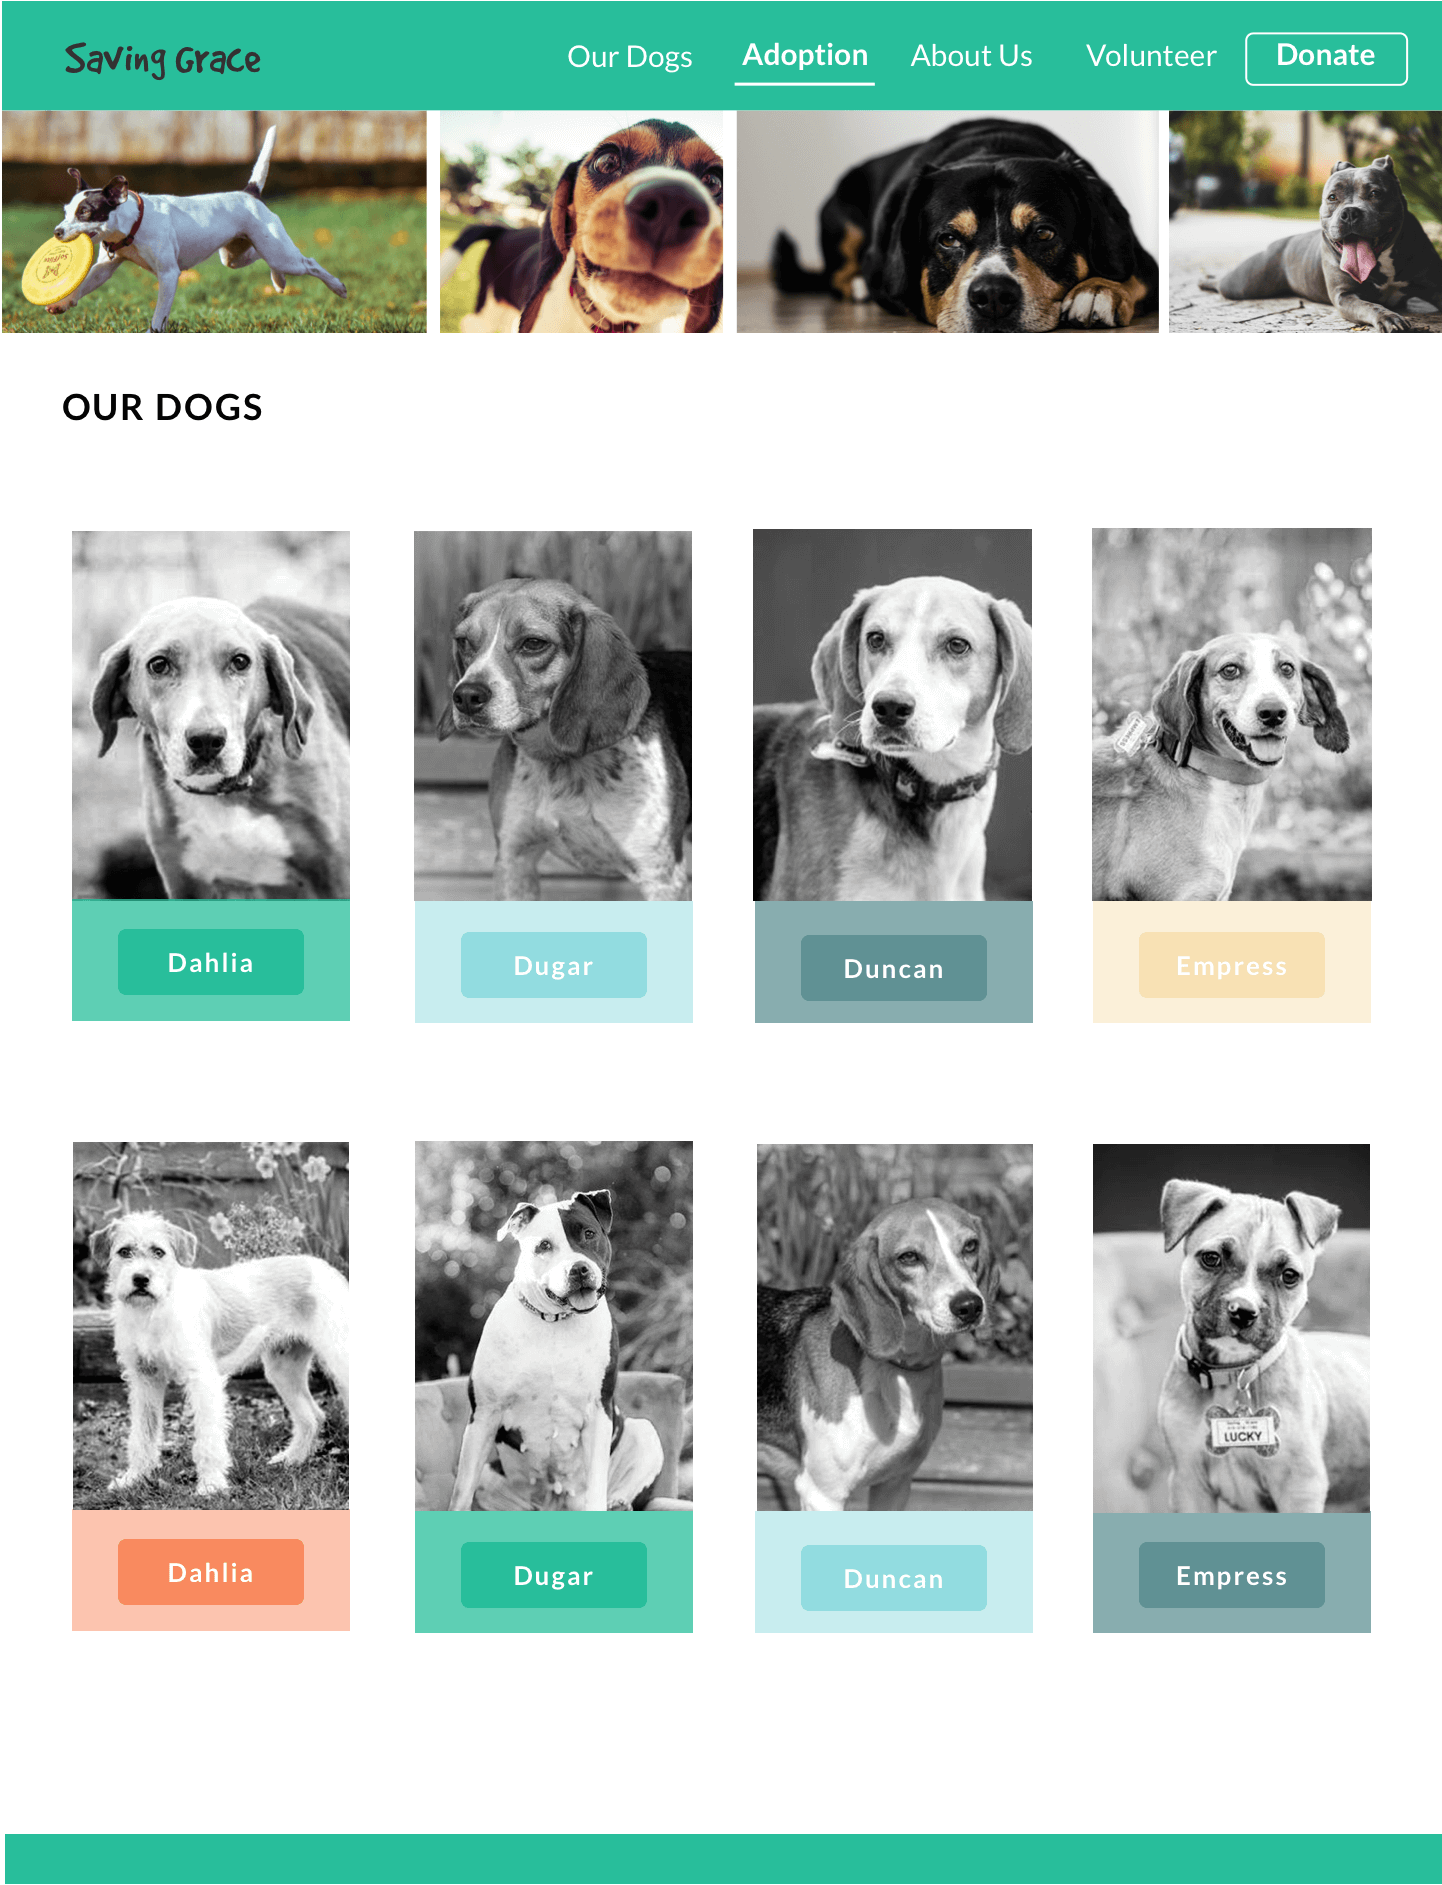 Saving Grace
Our Dogs
Adoption
About Us
Volunteer
Donate
OUR DOGS
Dahlia
Dugar
Duncan
Empress
LUCKY
Dahlia
Dugar
Duncan
Empress